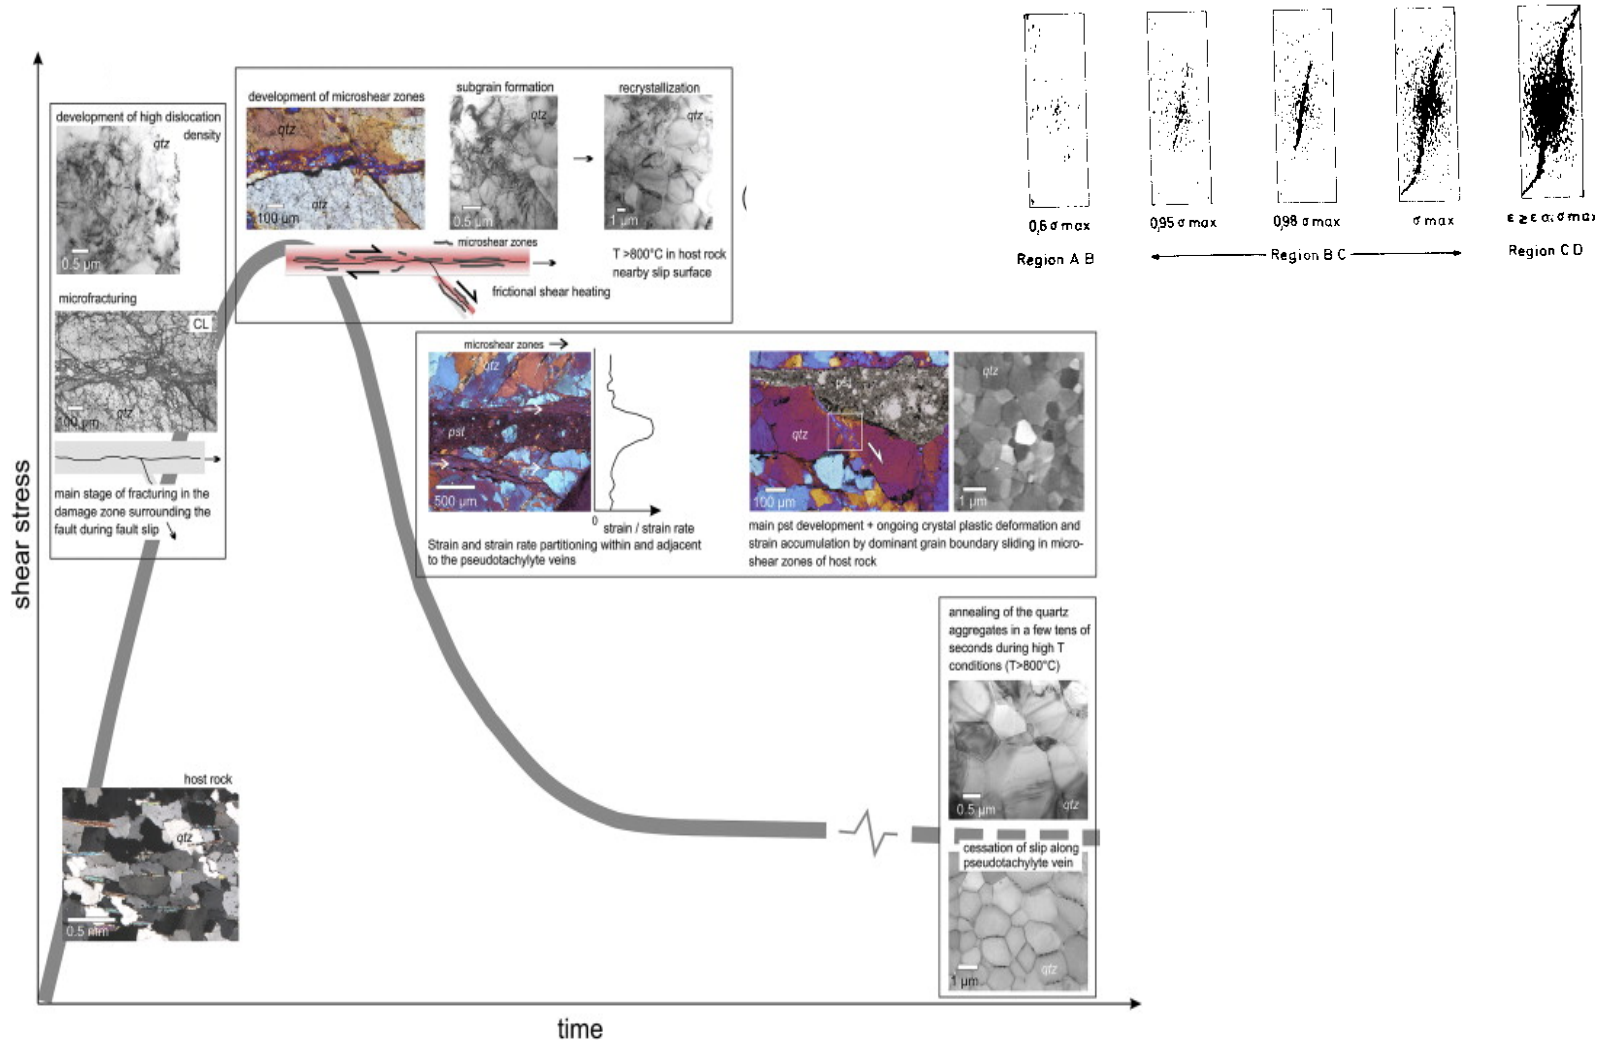 shear stress
time
development of high dislocation
density
qtz
0.5 µm
microfracturing
CL
qtz
100 µm
main stage of fracturing in the
damage zone surrounding the
fault during fault slip
host rock
qtz
0.5 mm
development of microshear zones
qtz
qtz
100 µm
subgrain formation
qtz
0.5 µm
recrystallization
qtz
1 µm
microshear zones
T >800°C in host rock
nearby slip surface
frictional shear heating
(
microshear zones
qtz
pst
500 µm
0
strain / strain rate
Strain and strain rate partitioning within and adjacent
to the pseudotachylyte veins
pst
qtz
100 µm
qtz
1 µm
main pst development + ongoing crystal plastic deformation and
strain accumulation by dominant grain boundary sliding in micro-
shear zones of host rock
annealing of the quartz
aggregates in a few tens of
seconds during high T
conditions (T>800°C)
0.5 µm
qtz
cessation of slip along
pseudotachylyte vein
qtz
1 µm
0,6 σ max
0,95 σ max
0,98 σ max
σ max
Region A B
Region B C
Region C D